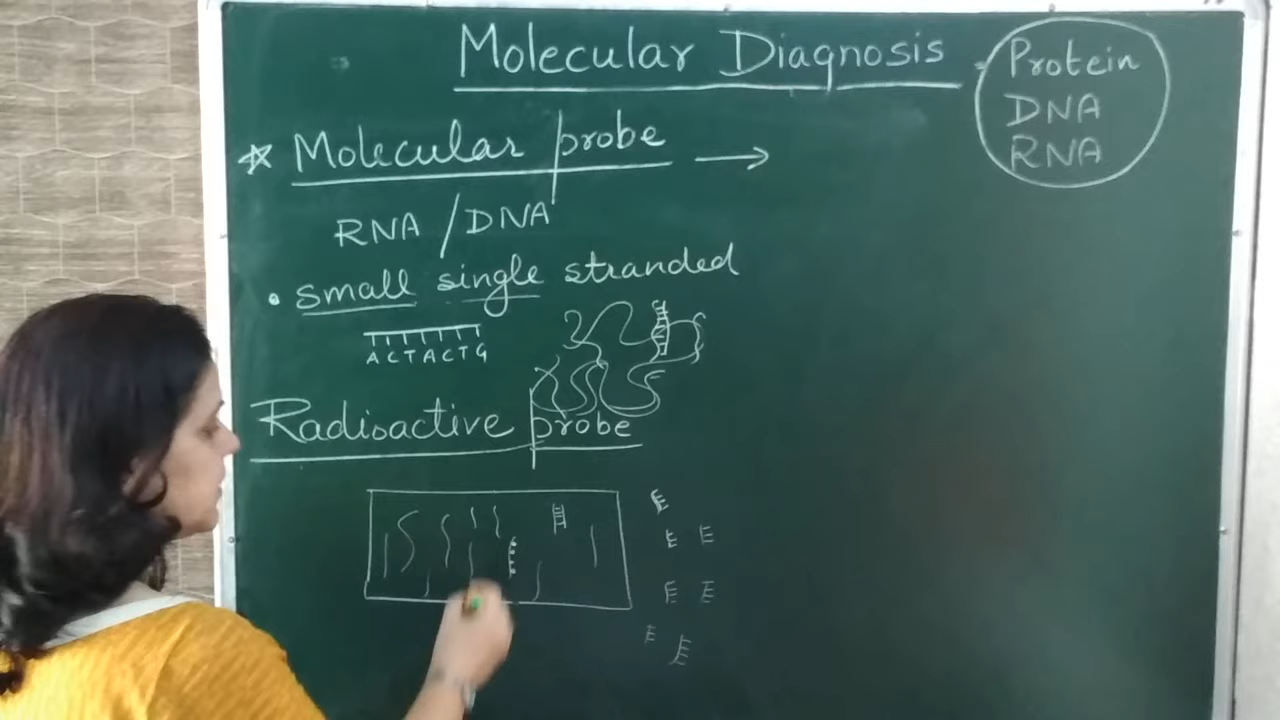 Molecular Diagnosis
Protein
DNA
RNA
Molecular probe →
RNA / DNA
• small single stranded
ACTACTG
Radioactive probe